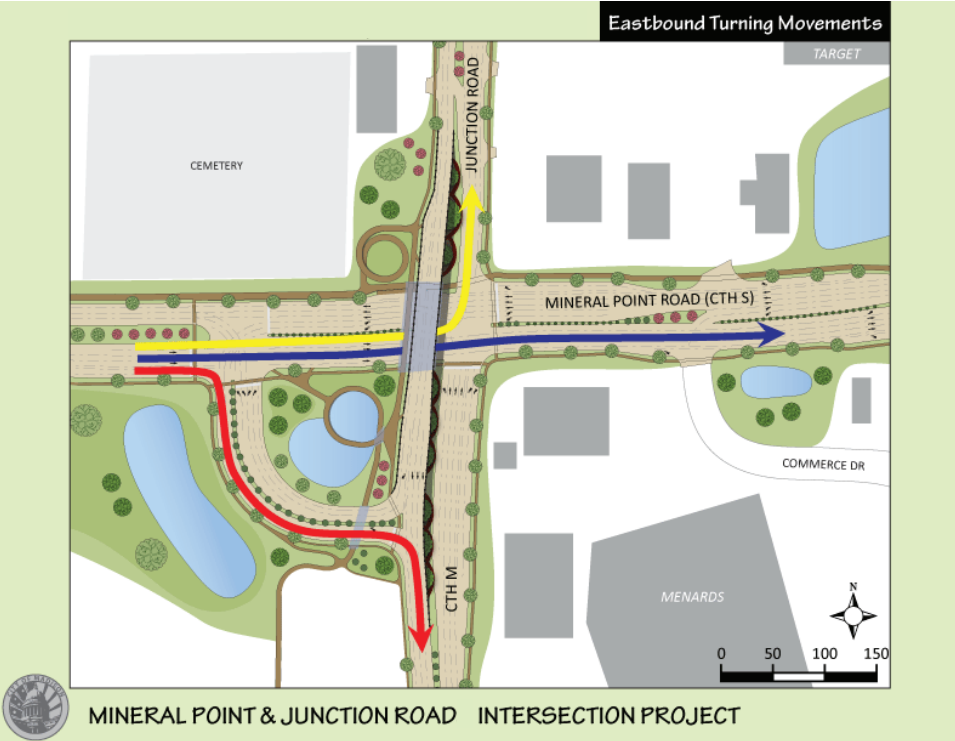 Eastbound Turning Movements
TARGET
JUNCTION ROAD
CEMETERY
MINERAL POINT ROAD (CTH S)
COMMERCE DR
CTH M
MENARDS
N
0 50 100 150
MINERAL POINT & JUNCTION ROAD INTERSECTION PROJECT